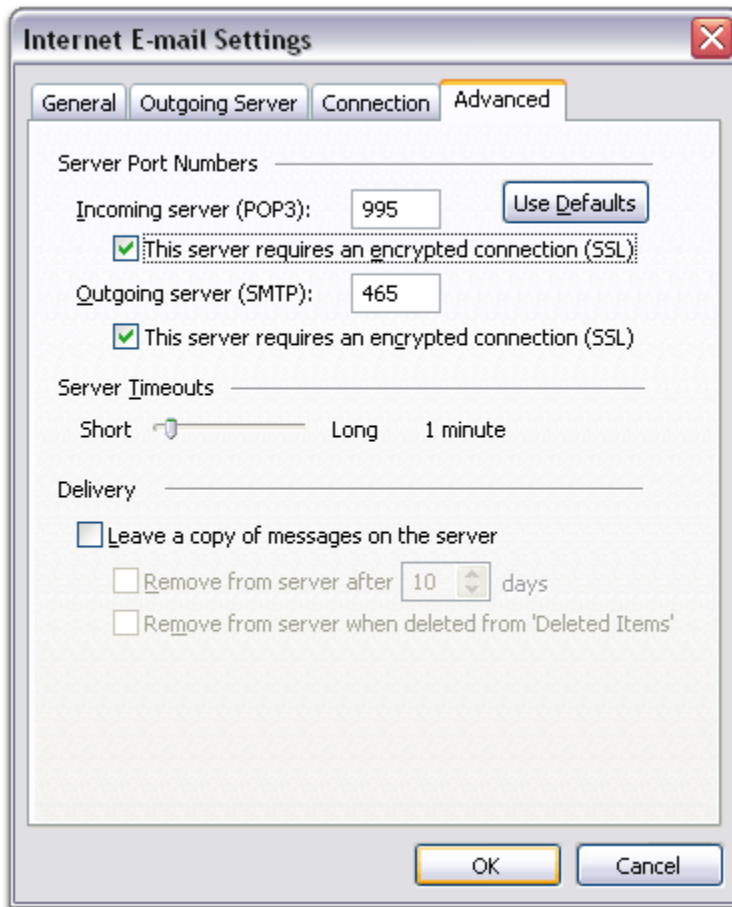 Internet E-mail Settings
General Outgoing Server Connection Advanced
Server Port Numbers
Incoming server (POP3): 995 Use Defaults
This server requires an encrypted connection (SSL)
Outgoing server (SMTP): 465
This server requires an encrypted connection (SSL)
Server Timeouts
Short Long 1 minute
Delivery
Leave a copy of messages on the server
Remove from server after 10 days
Remove from server when deleted from 'Deleted Items'
OK Cancel